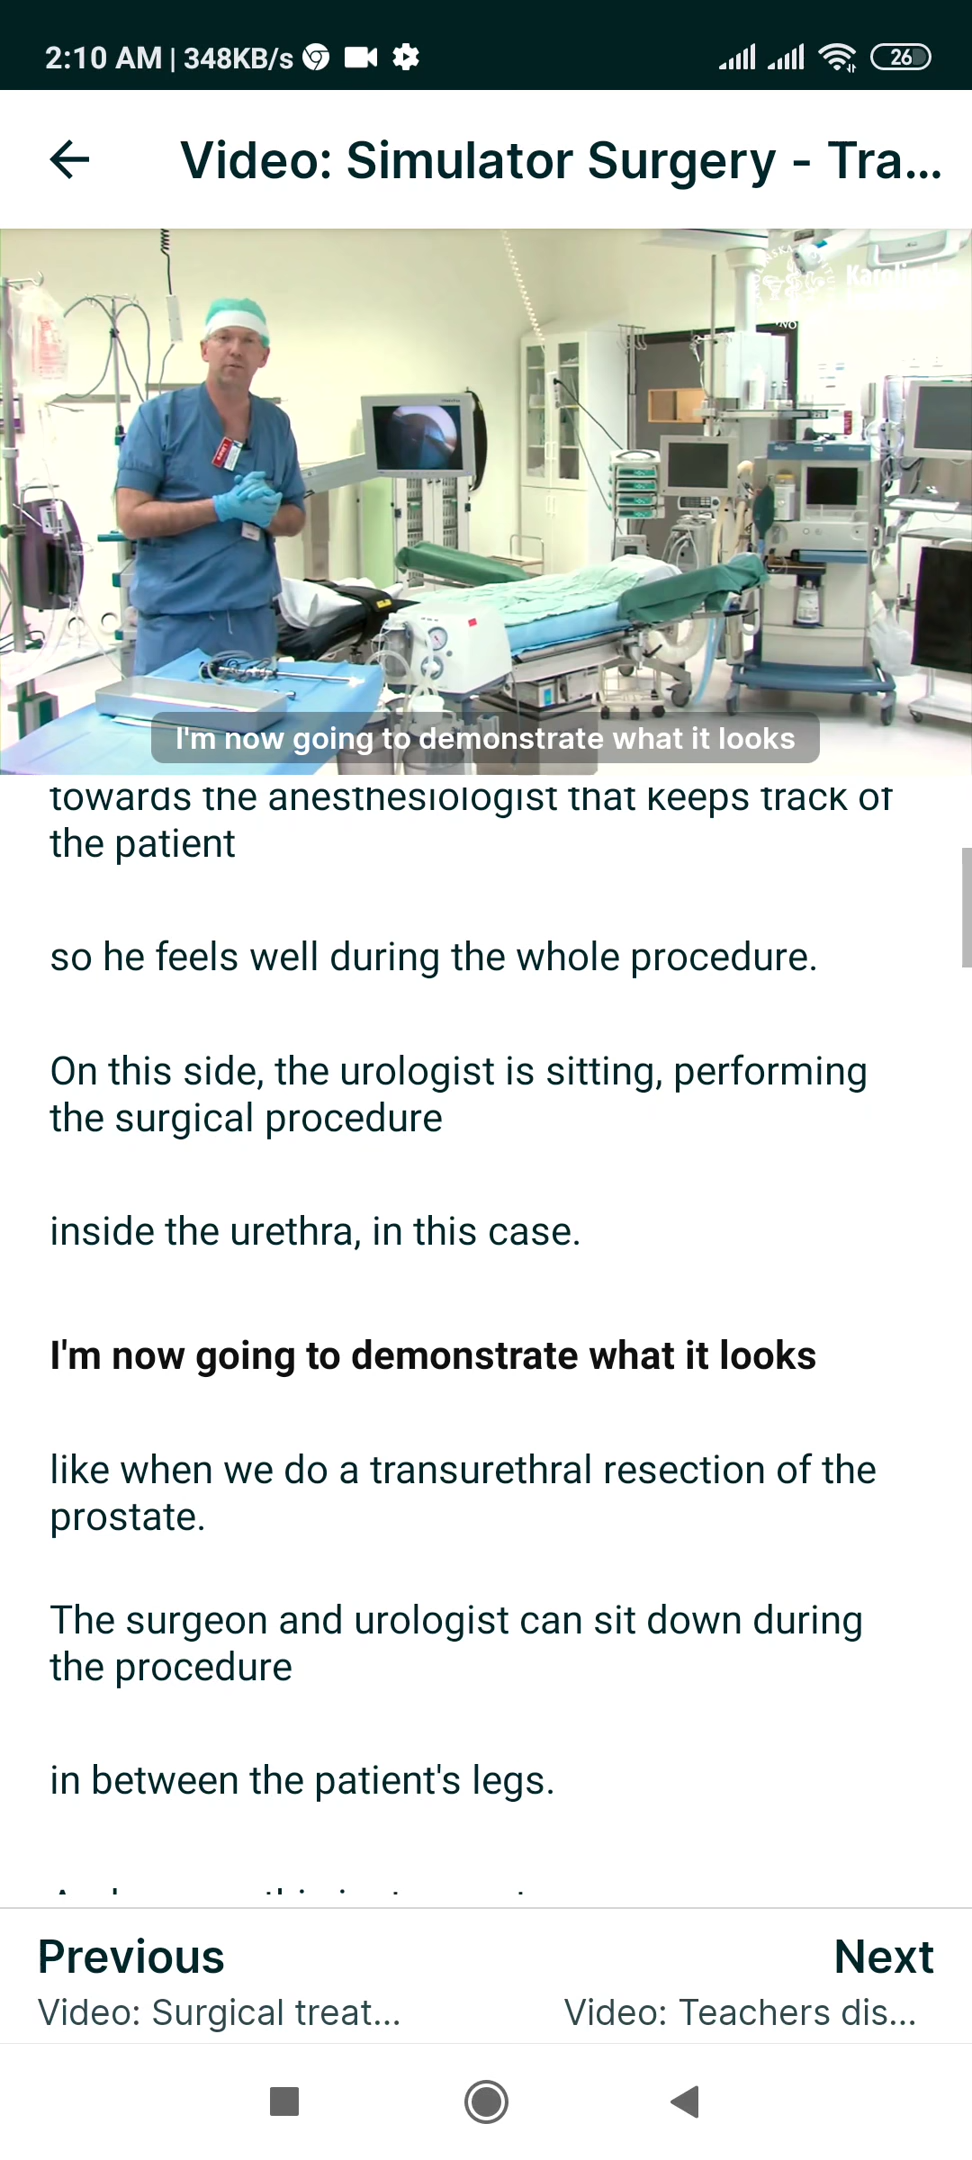 2:10 AM | 348KB/s
26
Video: Simulator Surgery - Tra...
I'm now going to demonstrate what it looks
towards the anesthesiologist that keeps track of
the patient
so he feels well during the whole procedure.
On this side, the urologist is sitting, performing
the surgical procedure
inside the urethra, in this case.
I'm now going to demonstrate what it looks
like when we do a transurethral resection of the
prostate.
The surgeon and urologist can sit down during
the procedure
in between the patient's legs.
Previous
Next
Video: Surgical treat...
Video: Teachers dis...